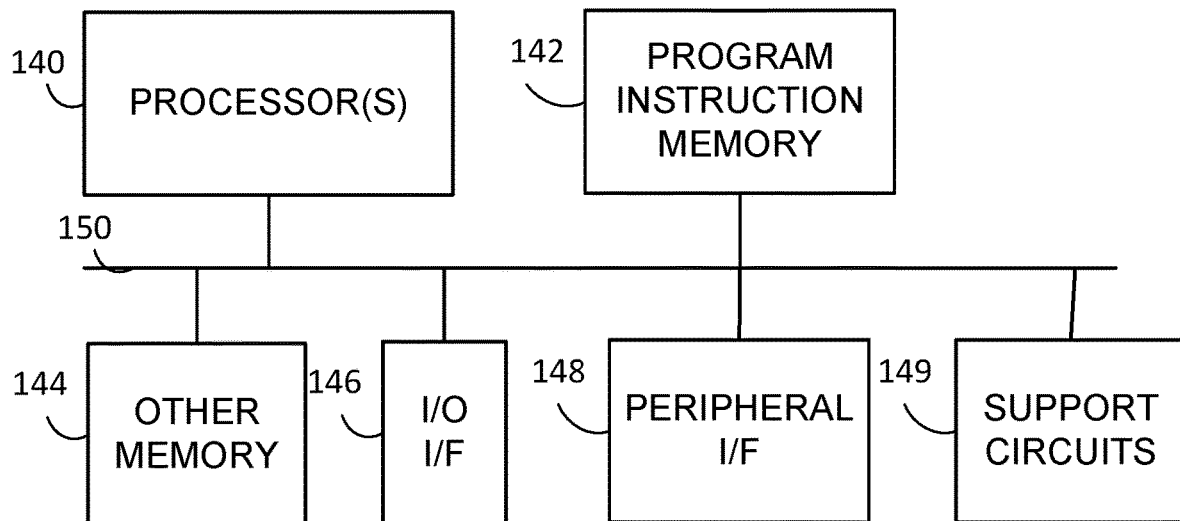 140
PROCESSOR(S)
142
PROGRAM
INSTRUCTION
MEMORY
150
144
OTHER
MEMORY
146
I/O
I/F
148
PERIPHERAL
I/F
149
SUPPORT
CIRCUITS